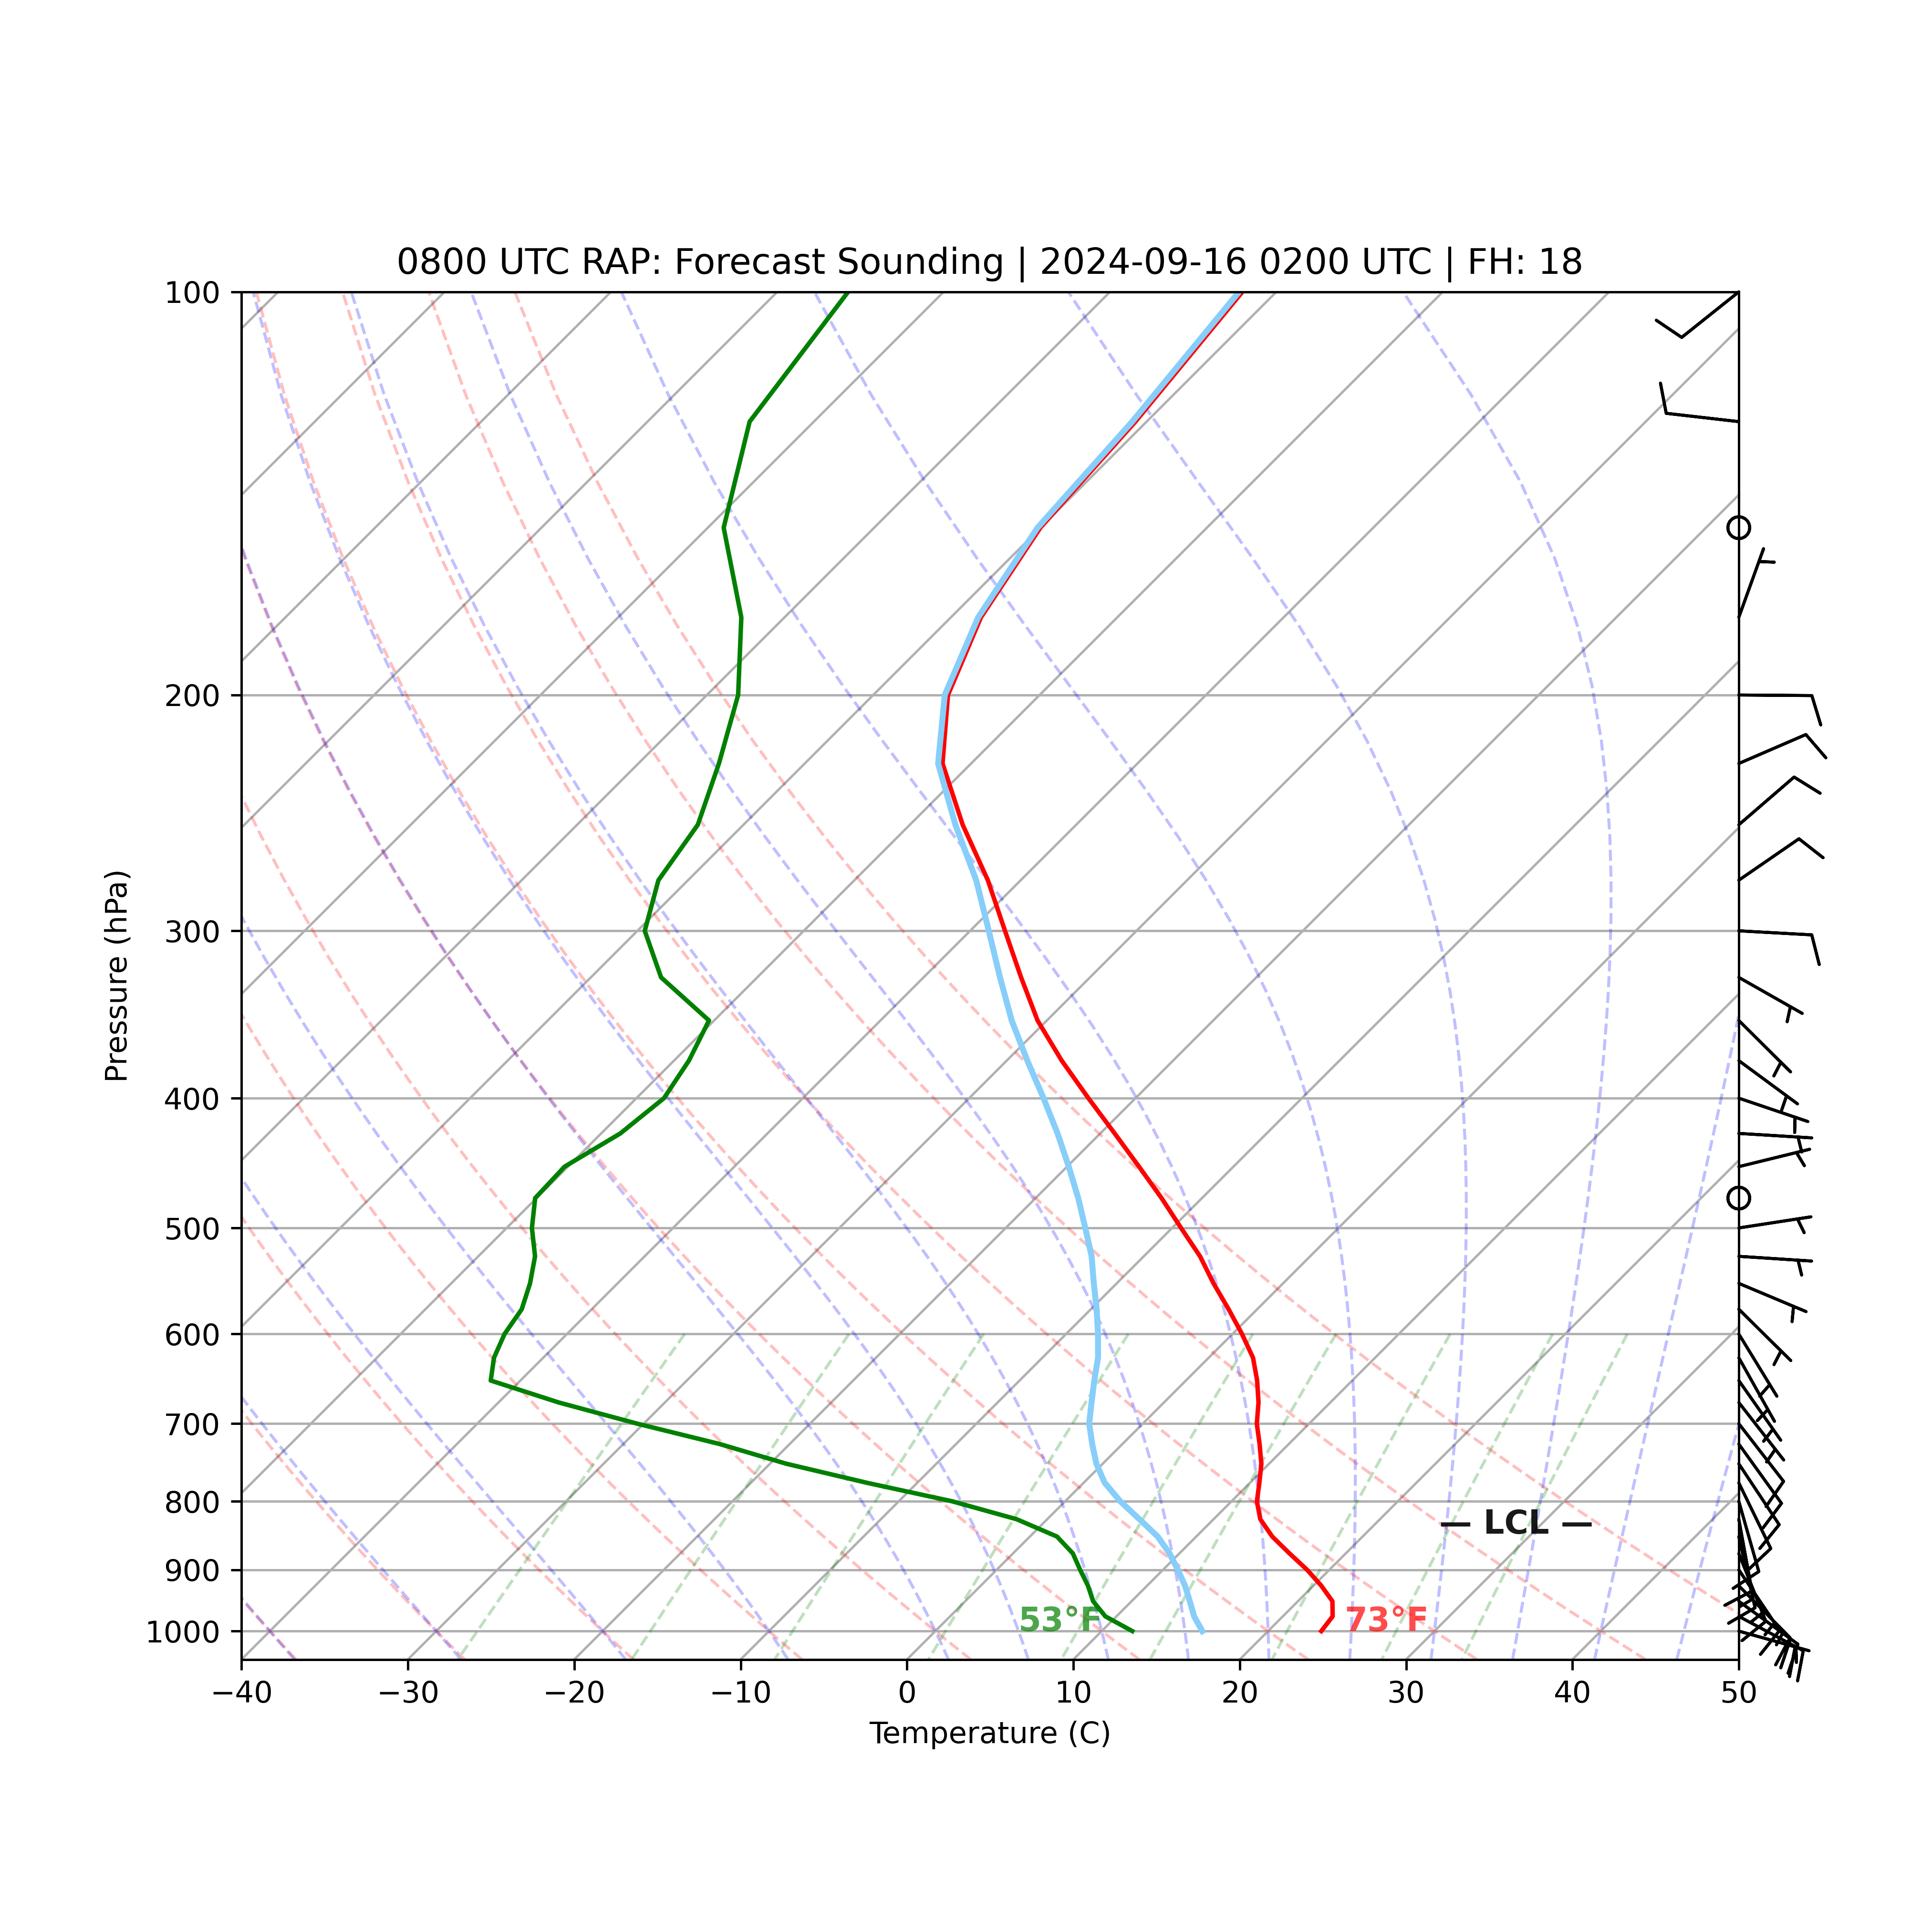 0800 UTC RAP: Forecast Sounding | 2024-09-16 0200 UTC | FH: 18
100
200
300
400
500
600
700
800
900
1000
Pressure (hPa)
— LCL —
53°F
73°F
−40 −30 −20 −10 0 10 20 30 40 50
Temperature (C)